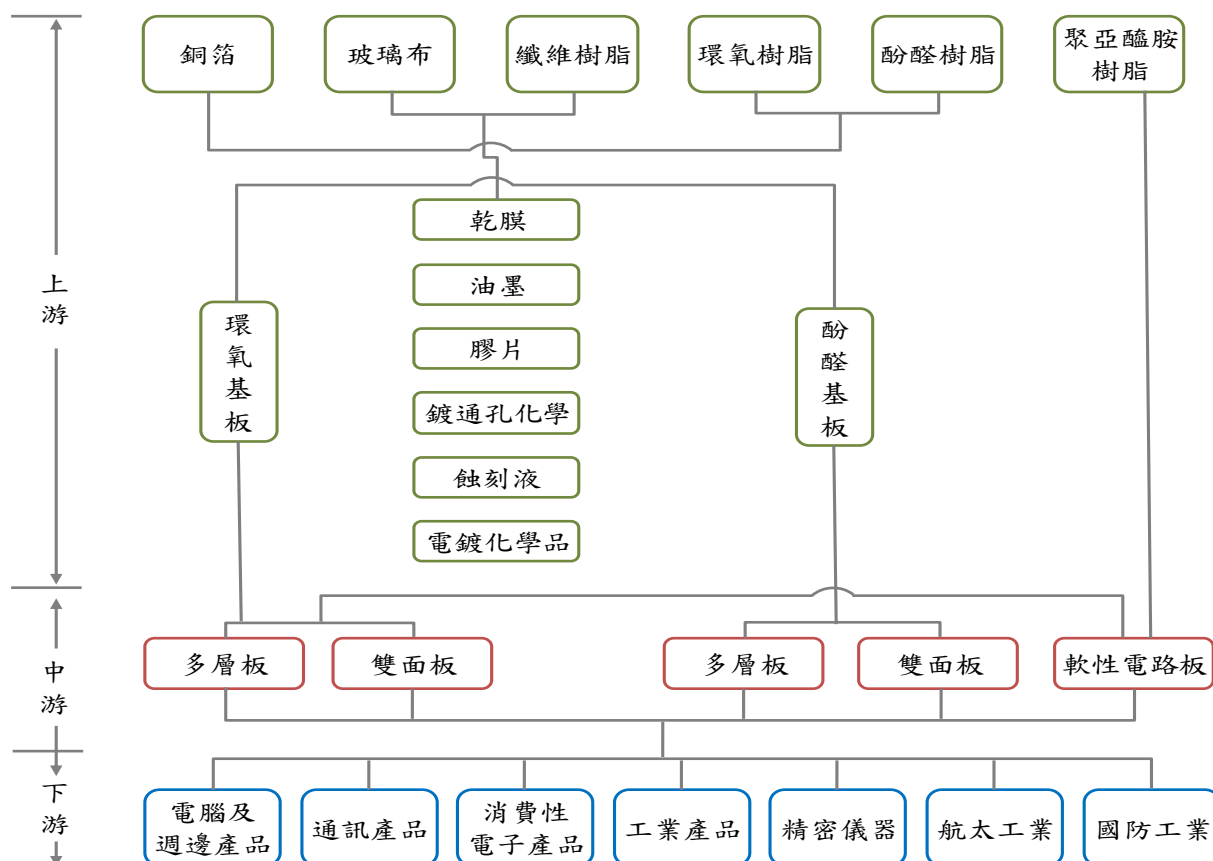 銅箔
玻璃布
纖維樹脂
環氧樹脂
酚醛樹脂
聚亞醯胺
樹脂
乾膜
油墨
膠片
鍍通孔化學
蝕刻液
電鍍化學品
環氧基板
酚醛基板
上游
中游
多層板
雙面板
多層板
雙面板
軟性電路板
下游
電腦及
週邊產品
通訊產品
消費性
電子產品
工業產品
精密儀器
航太工業
國防工業